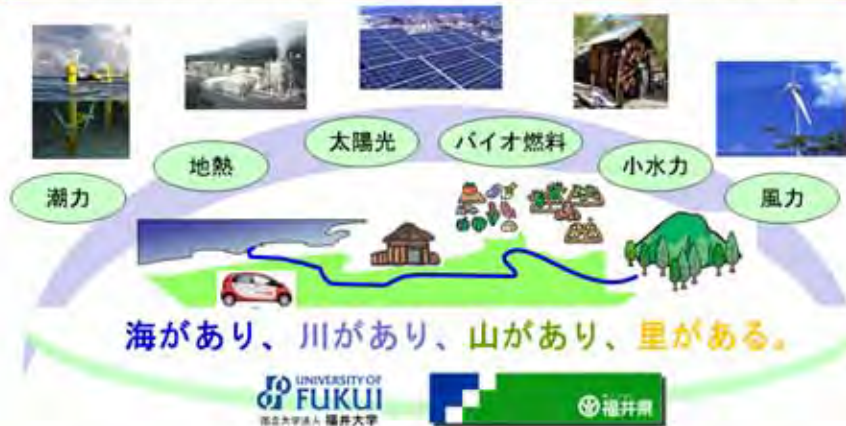 太陽光
バイオ燃料
地熱
小水力
潮力
風力
海があり、川があり、山があり、里がある。
UNIVERSITY OF
FUKUI
国立大学法人 福井大学
福井県